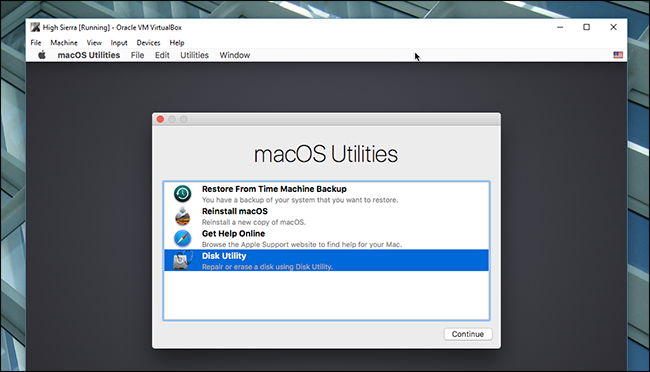 High Sierra [Running] - Oracle VM VirtualBox
File Machine View Input Devices Help
macOS Utilities File Edit Utilities Window
macOS Utilities
Restore From Time Machine Backup
You have a backup of your system that you want to restore.
Reinstall macOS
Reinstall a new copy of macOS.
Get Help Online
Browse the Apple Support website to find help for your Mac.
Disk Utility
Repair or erase a disk using Disk Utility.
Continue